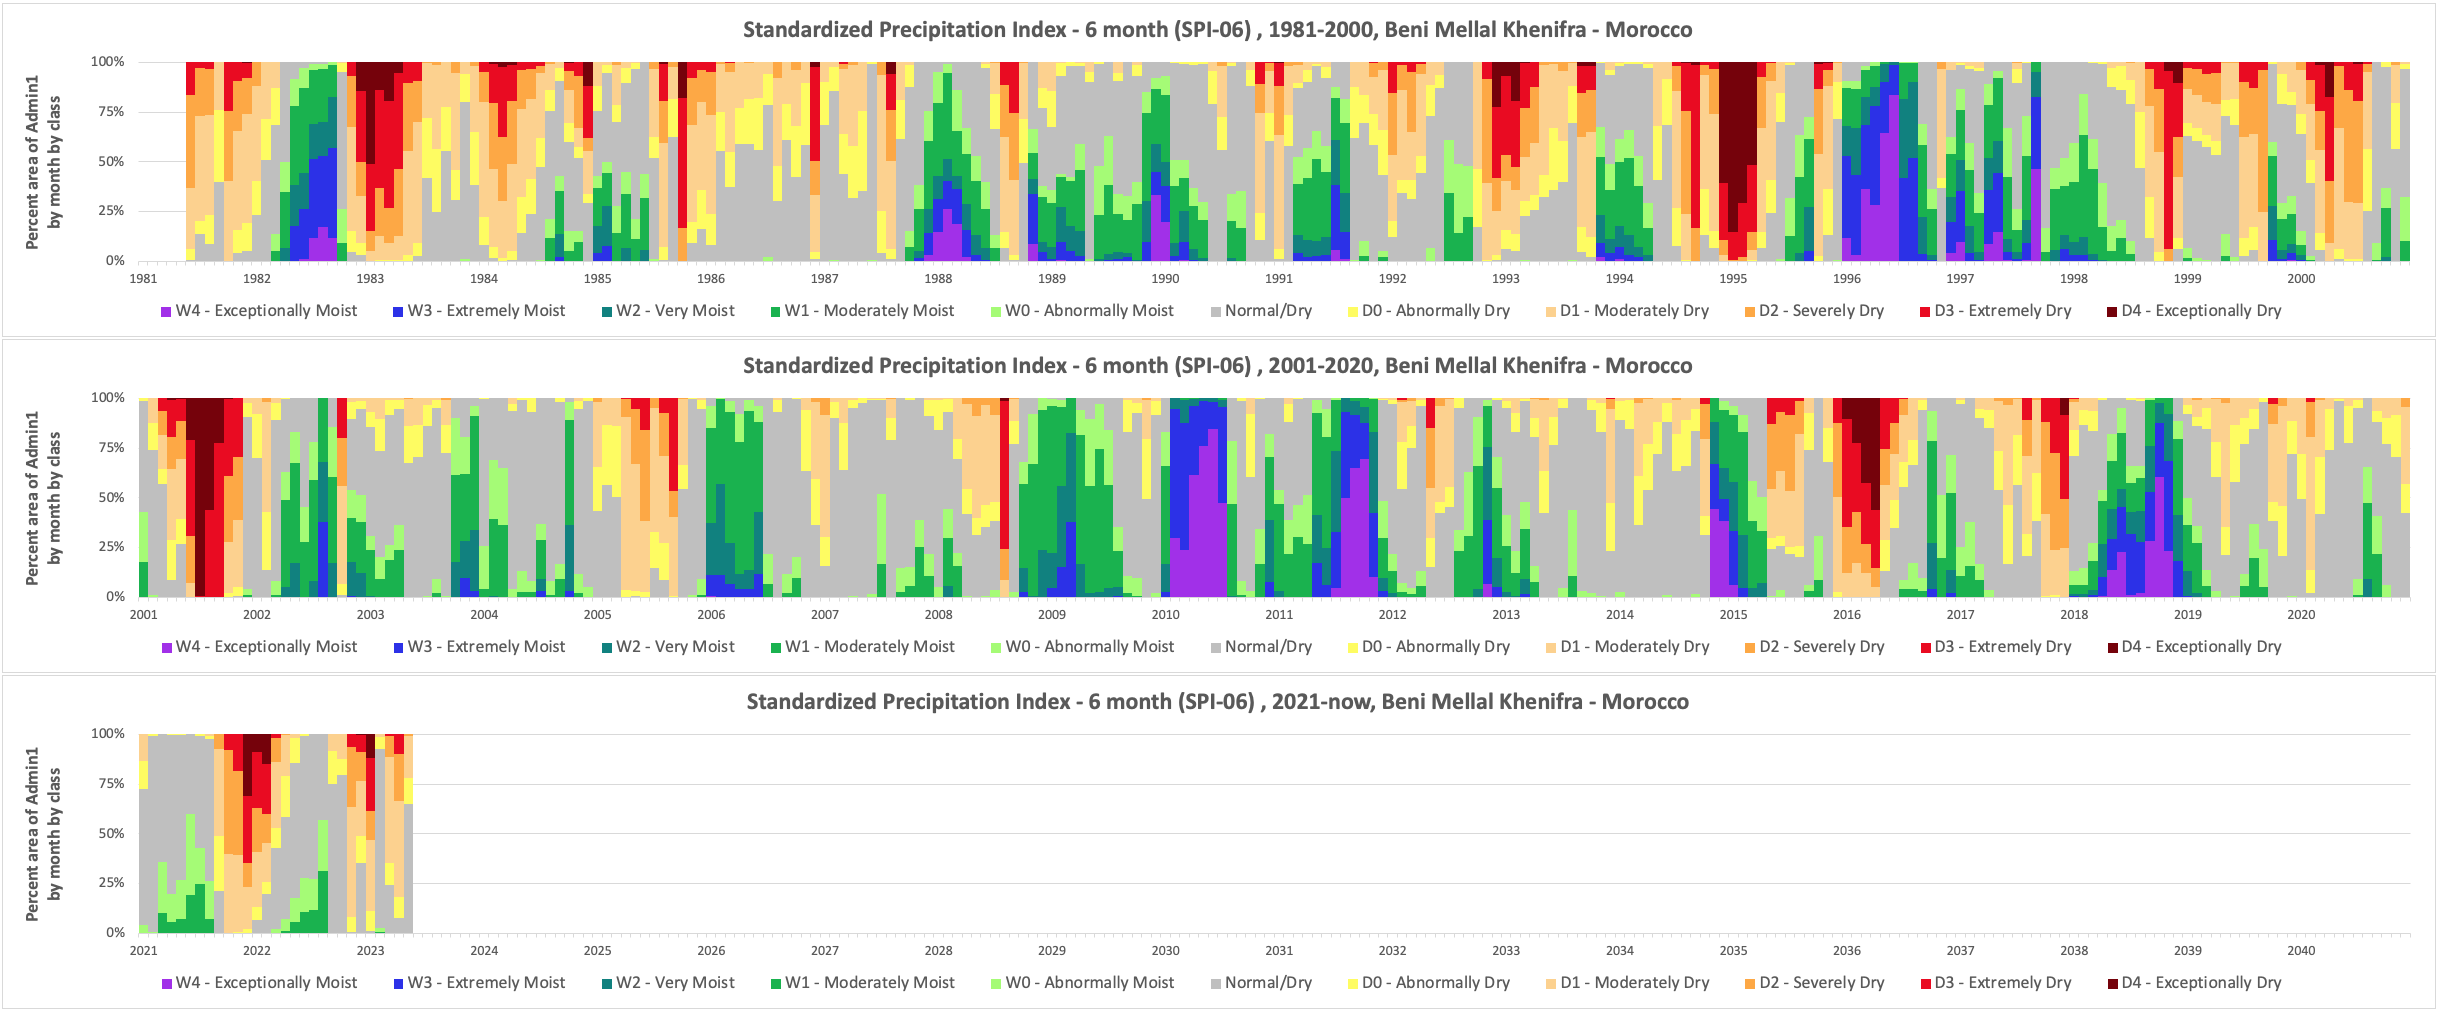 Standardized Precipitation Index - 6 month (SPI-06) , 1981-2000, Beni Mellal Khenifra - Morocco
Percent area of Admin1
by month by class
100%
75%
50%
25%
0%
1981 1982 1983 1984 1985 1986 1987 1988 1989 1990 1991 1992 1993 1994 1995 1996 1997 1998 1999 2000
W4 - Exceptionally Moist W3 - Extremely Moist W2 - Very Moist W1 - Moderately Moist W0 - Abnormally Moist Normal/Dry D0 - Abnormally Dry D1 - Moderately Dry D2 - Severely Dry D3 - Extremely Dry D4 - Exceptionally Dry
Standardized Precipitation Index - 6 month (SPI-06) , 2001-2020, Beni Mellal Khenifra - Morocco
Percent area of Admin1
by month by class
100%
75%
50%
25%
0%
2001 2002 2003 2004 2005 2006 2007 2008 2009 2010 2011 2012 2013 2014 2015 2016 2017 2018 2019 2020
W4 - Exceptionally Moist W3 - Extremely Moist W2 - Very Moist W1 - Moderately Moist W0 - Abnormally Moist Normal/Dry D0 - Abnormally Dry D1 - Moderately Dry D2 - Severely Dry D3 - Extremely Dry D4 - Exceptionally Dry
Standardized Precipitation Index - 6 month (SPI-06) , 2021-now, Beni Mellal Khenifra - Morocco
Percent area of Admin1
by month by class
100%
75%
50%
25%
0%
2021 2022 2023 2024 2025 2026 2027 2028 2029 2030 2031 2032 2033 2034 2035 2036 2037 2038 2039 2040
W4 - Exceptionally Moist W3 - Extremely Moist W2 - Very Moist W1 - Moderately Moist W0 - Abnormally Moist Normal/Dry D0 - Abnormally Dry D1 - Moderately Dry D2 - Severely Dry D3 - Extremely Dry D4 - Exceptionally Dry